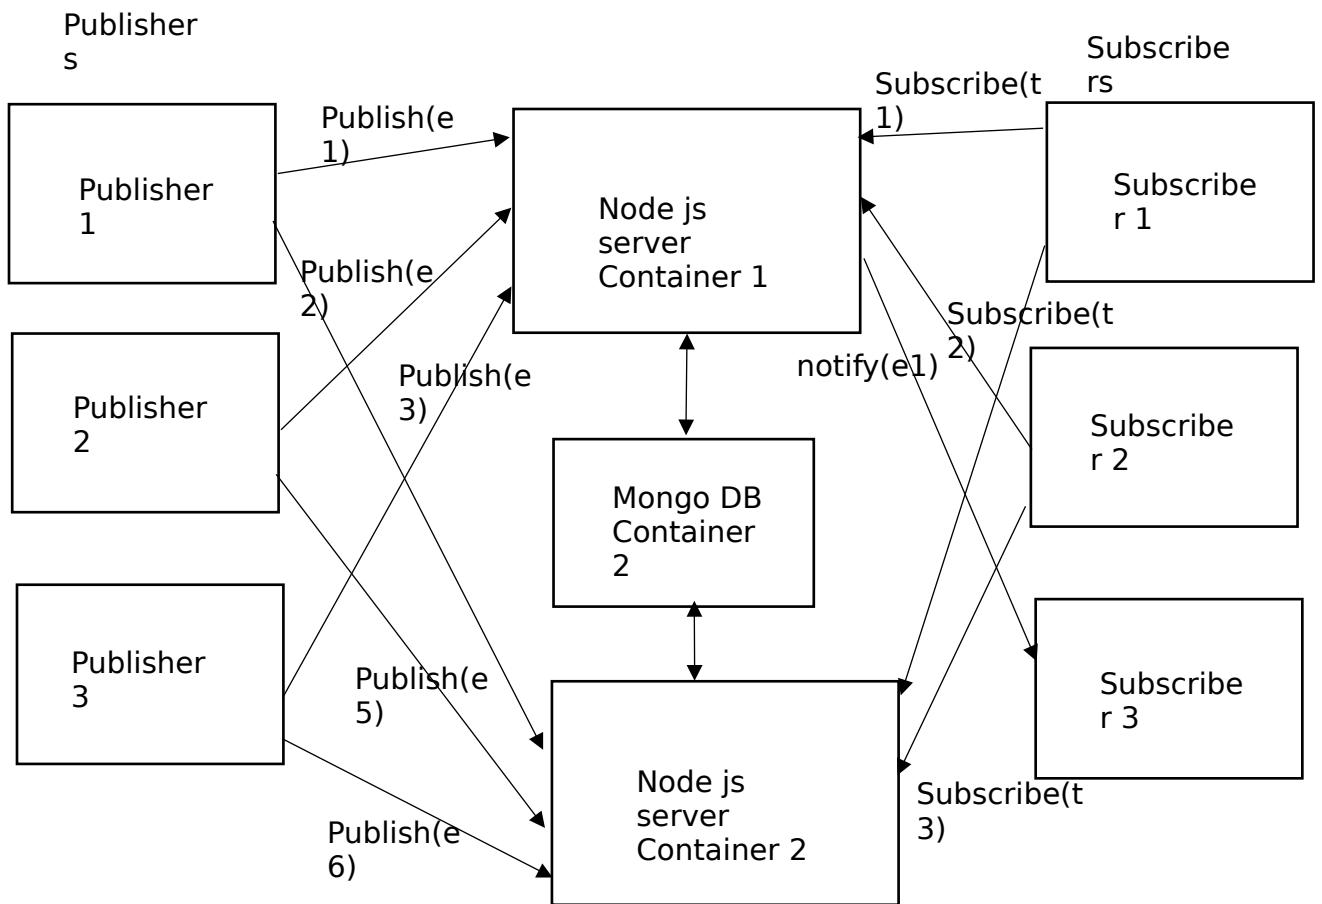 Publisher
s
Subscribe
rs
Subscribe(t
1)
Publish(e
1)
Publisher
1
Node js
server
Container 1
Subscribe
r 1
Publish(e
2)
Subscribe(t
2)
notify(e1)
Publish(e
3)
Publisher
2
Subscribe
r 2
Mongo DB
Container
2
Publisher
3
Publish(e
5)
Subscribe
r 3
Node js
server
Container 2
Subscribe(t
3)
Publish(e
6)